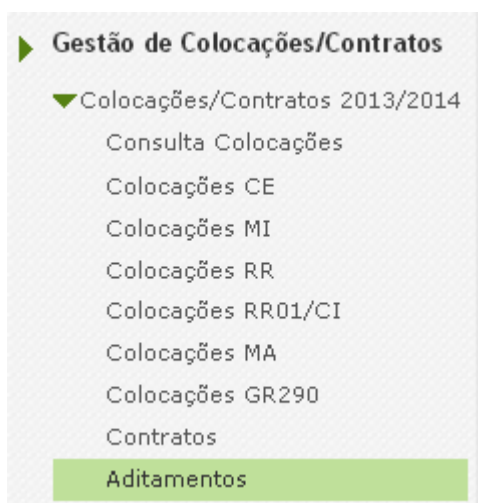 Gestão de Colocações/Contratos
Colocações/Contratos 2013/2014
Consulta Colocações
Colocações CE
Colocações MI
Colocações RR
Colocações RR01/CI
Colocações MA
Colocações GR290
Contratos
Aditamentos